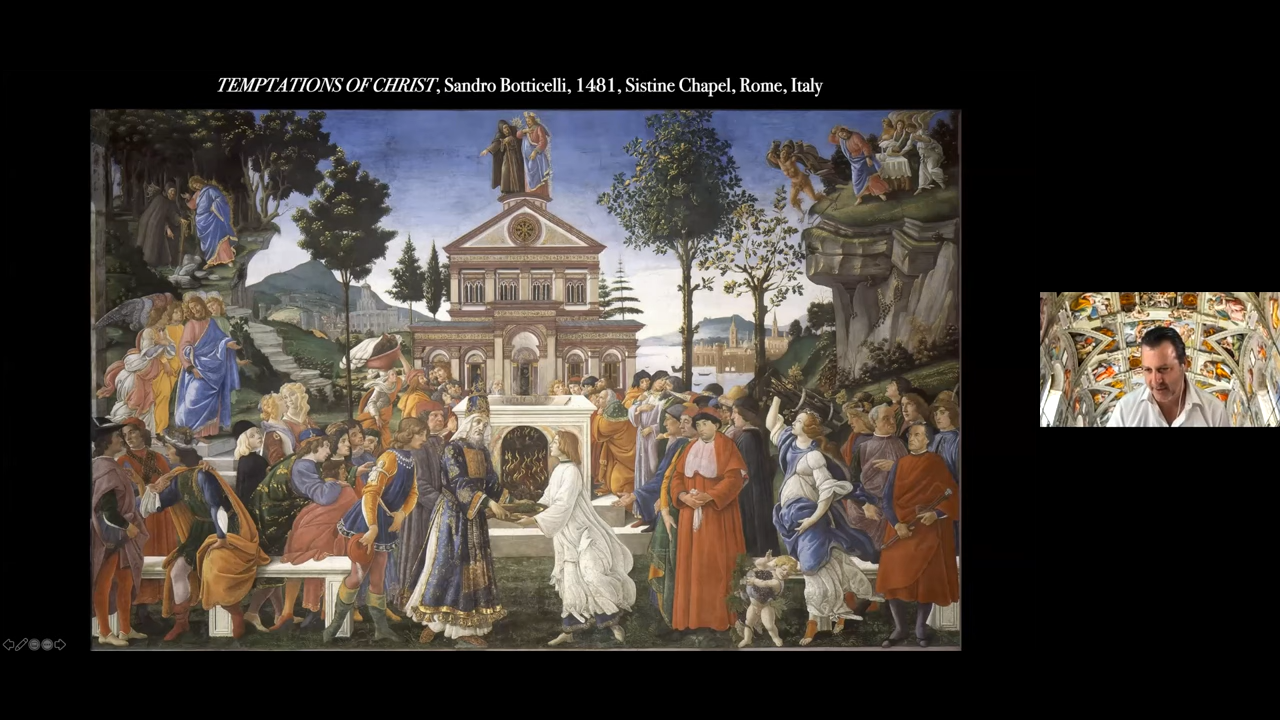 TEMPTATIONS OF CHRIST, Sandro Botticelli, 1481, Sistine Chapel, Rome, Italy